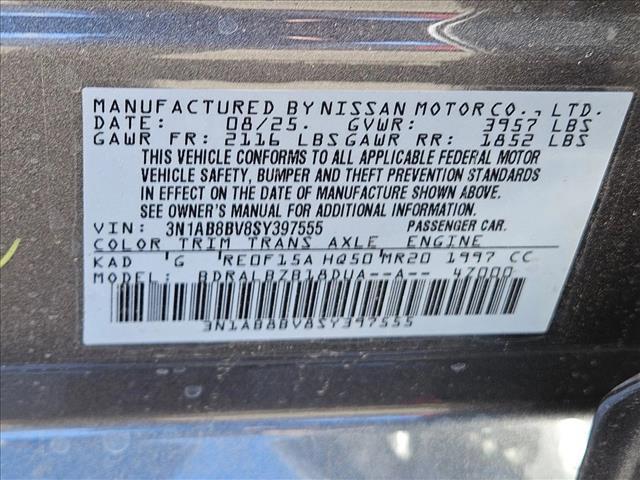 MANUFACTURED BY NISSAN MOTOR CO., LTD.
DATE: 08/25. GVWR: 3957 LBS
GAWR FR: 2116 LBS GAWR RR: 1852 LBS
THIS VEHICLE CONFORMS TO ALL APPLICABLE FEDERAL MOTOR
VEHICLE SAFETY, BUMPER AND THEFT PREVENTION STANDARDS
IN EFFECT ON THE DATE OF MANUFACTURE SHOWN ABOVE.
SEE OWNER'S MANUAL FOR ADDITIONAL INFORMATION.
VIN: 3N1AB8BV8SY397555 PASSENGER CAR.
COLOR TRIM TRANS AXLE ENGINE
KAD G RE0F15A HQ50 MR20 1997 CC
MODEL: BDRALBZB18DUA--A-- 47000
3N1AB8BV8SY397555